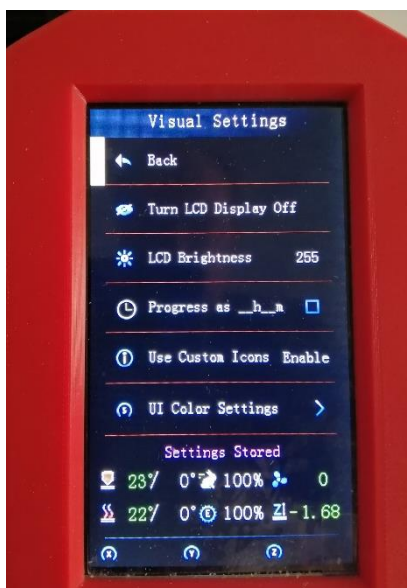 Visual Settings
Back
Turn LCD Display Off
LCD Brightness 255
Progress as __h__m
Use Custom Icons Enable
UI Color Settings >
Settings Stored
23°/ 0° 100% 0
22°/ 0° E 100% Z -1.68
X Y Z